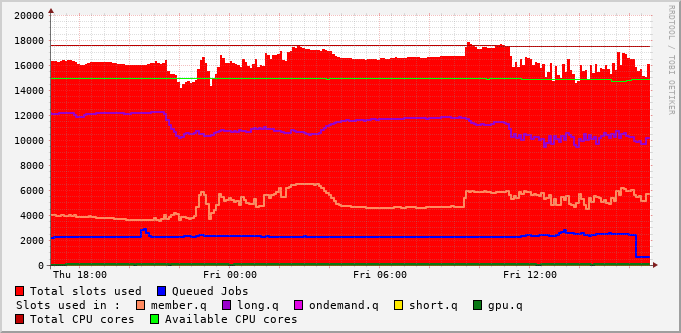 20000
18000
16000
14000
12000
10000
8000
6000
4000
2000
0
Thu 18:00 Fri 00:00 Fri 06:00 Fri 12:00
RRDTOOL / TOBI OETIKER
Total slots used Queued Jobs
Slots used in : member.q long.q ondemand.q short.q gpu.q
Total CPU cores Available CPU cores